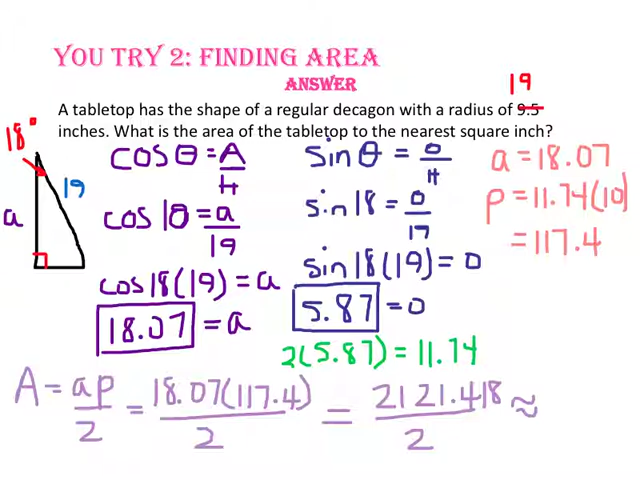 YOU TRY 2: FINDING AREA
ANSWER
19
A tabletop has the shape of a regular decagon with a radius of 9.5
inches. What is the area of the tabletop to the nearest square inch?
18°
19
a
cos θ = A/H
cos 18 = a/19
cos 18(19) = a
18.07 = a
sin θ = O/H
sin 18 = O/19
sin 18(19) = O
5.87 = O
2(5.87) = 11.74
a = 18.07
p = 11.74(10)
= 117.4
A = ap/2 = 18.07(117.4)/2 = 2121.418/2 ≈